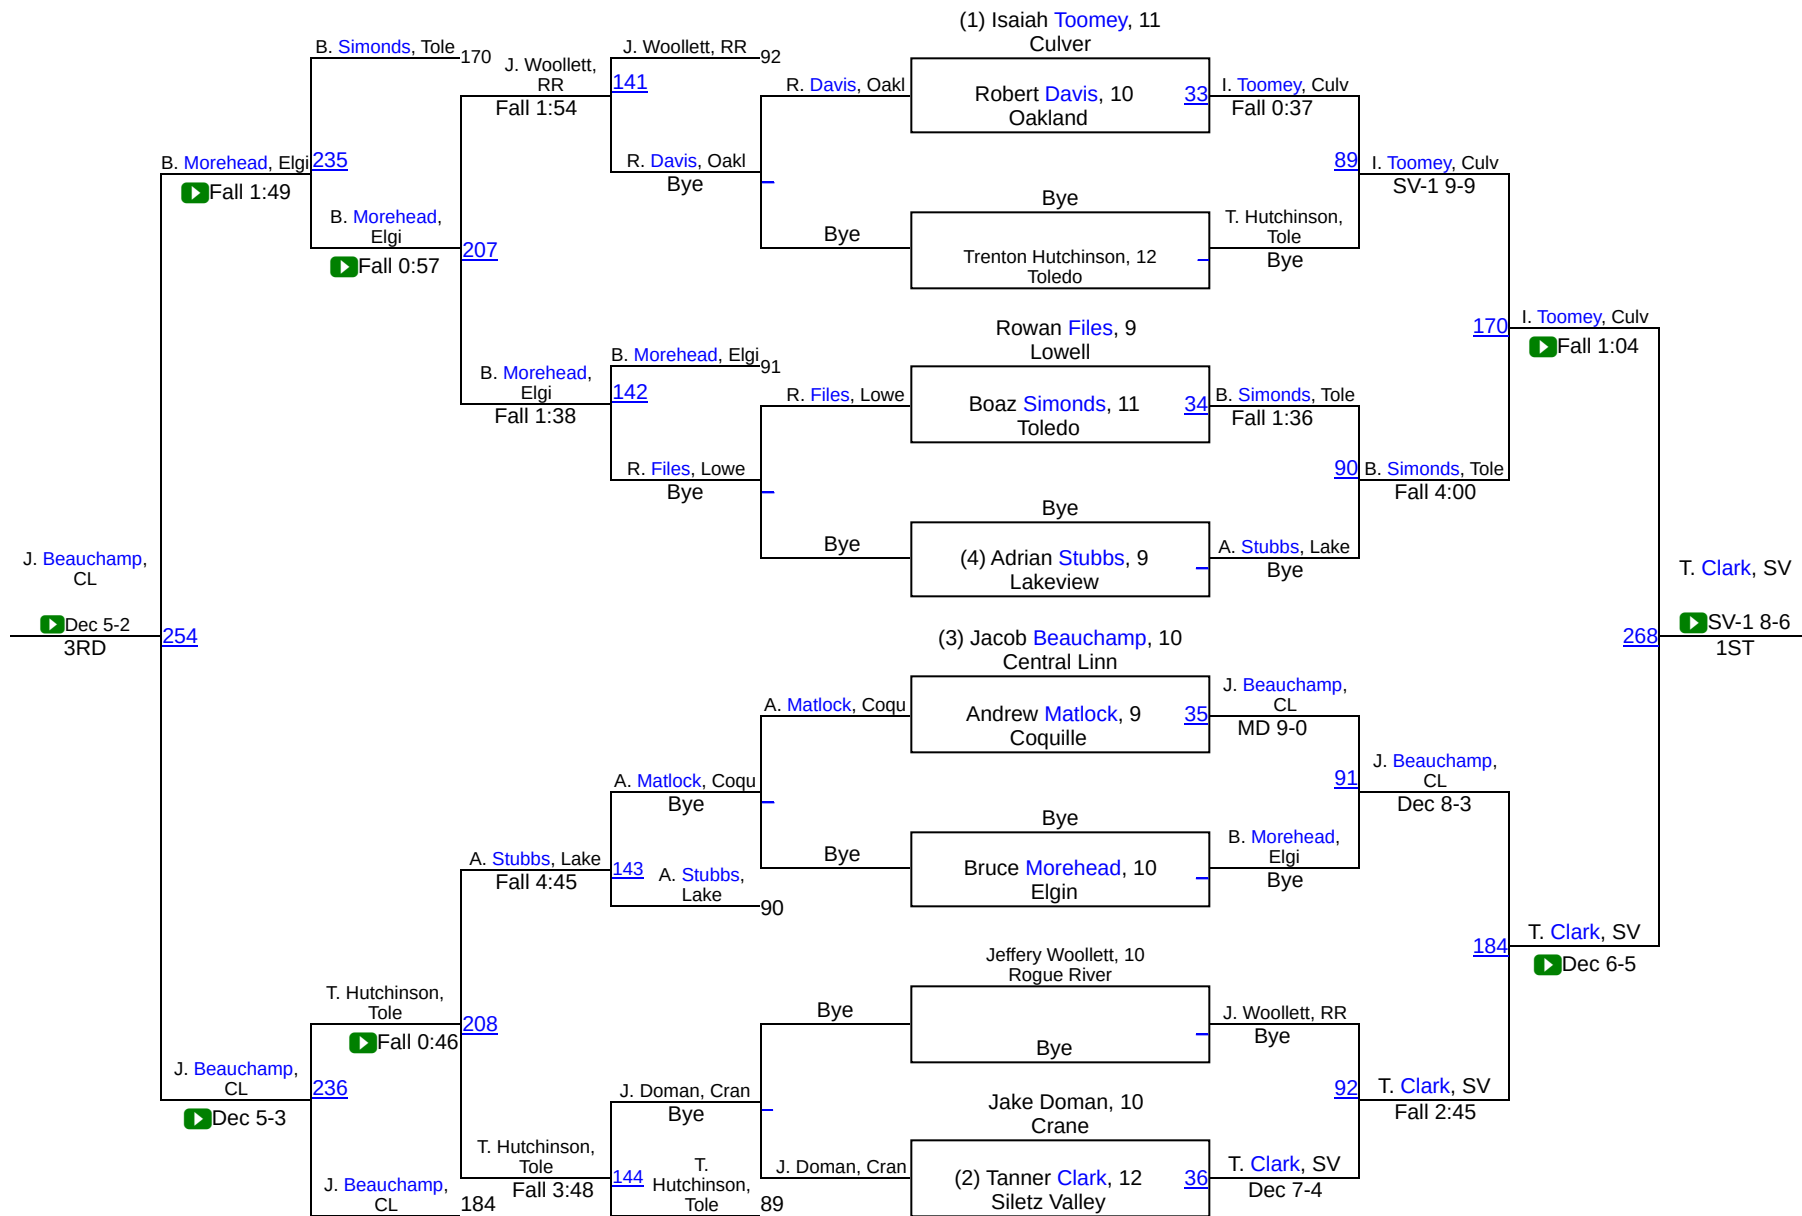 (1) Isaiah Toomey, 11
Culver
B. Simonds, Tole
170
J. Woollett,
RR
Fall 1:54
J. Woollett, RR
92
141
R. Davis, Oakl
Robert Davis, 10
Oakland
33
I. Toomey, Culv
Fall 0:37
B. Morehead, Elgi
235
Fall 1:49
R. Davis, Oakl
Bye
89
I. Toomey, Culv
SV-1 9-9
B. Morehead,
Elgi
Fall 0:57
207
Bye
Bye
Trenton Hutchinson, 12
Toledo
T. Hutchinson,
Tole
Bye
Rowan Files, 9
Lowell
170
I. Toomey, Culv
Fall 1:04
B. Morehead,
Elgi
Fall 1:38
B. Morehead, Elgi
91
142
R. Files, Lowe
Boaz Simonds, 11
Toledo
34
B. Simonds, Tole
Fall 1:36
R. Files, Lowe
Bye
90
B. Simonds, Tole
Fall 4:00
Bye
Bye
(4) Adrian Stubbs, 9
Lakeview
A. Stubbs, Lake
Bye
J. Beauchamp,
CL
Dec 5-2
3RD
254
T. Clark, SV
SV-1 8-6
1ST
268
(3) Jacob Beauchamp, 10
Central Linn
A. Matlock, Coqu
Andrew Matlock, 9
Coquille
35
J. Beauchamp,
CL
MD 9-0
A. Matlock, Coqu
Bye
91
J. Beauchamp,
CL
Dec 8-3
Bye
Bye
Bruce Morehead, 10
Elgin
B. Morehead,
Elgi
Bye
A. Stubbs, Lake
Fall 4:45
143
A. Stubbs,
Lake
90
184
T. Clark, SV
Dec 6-5
Jeffery Woollett, 10
Rogue River
T. Hutchinson,
Tole
Fall 0:46
208
Bye
Bye
J. Woollett, RR
Bye
J. Beauchamp,
CL
Dec 5-3
236
J. Doman, Cran
Bye
Jake Doman, 10
Crane
92
T. Clark, SV
Fall 2:45
T. Hutchinson,
Tole
Fall 3:48
144
T.
Hutchinson,
Tole
89
J. Doman, Cran
(2) Tanner Clark, 12
Siletz Valley
36
T. Clark, SV
Dec 7-4
J. Beauchamp,
CL
184